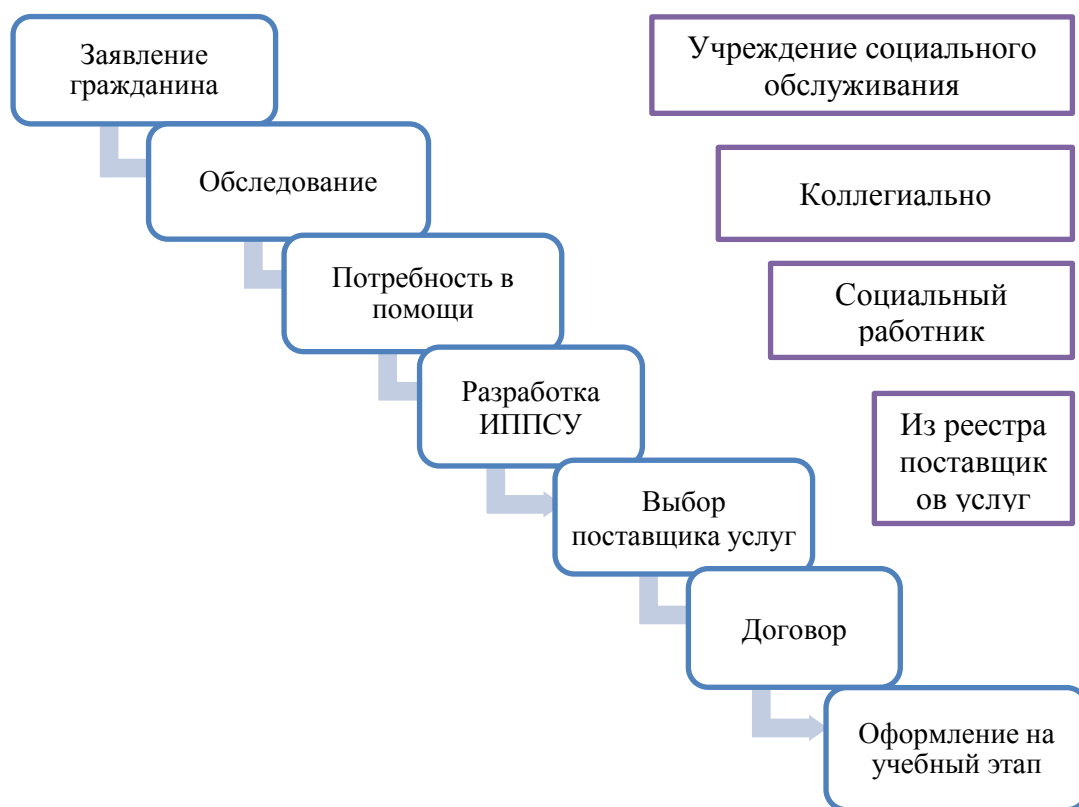 Заявление
гражданина
Учреждение социального
обслуживания
Обследование
Коллегиально
Потребность в
помощи
Социальный
работник
Разработка
ИППСУ
Из реестра
поставщик
ов услуг
Выбор
поставщика услуг
Договор
Оформление на
учебный этап